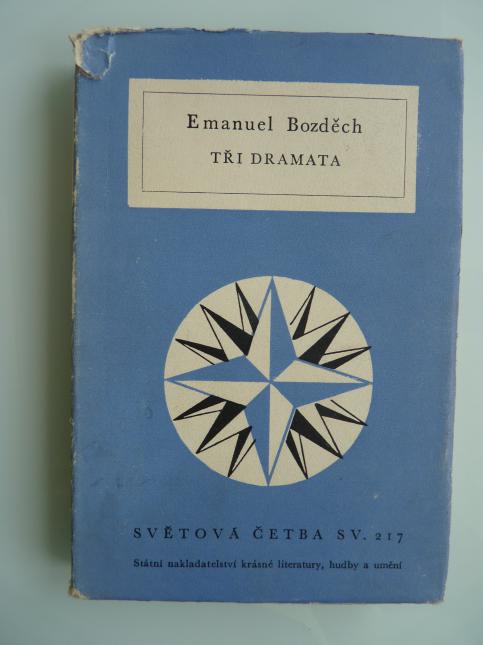 Emanuel Bozděch
TŘI DRAMATA
SVĚTOVÁ ČETBA SV. 217
Státní nakladatelství krásné literatury, hudby a umění